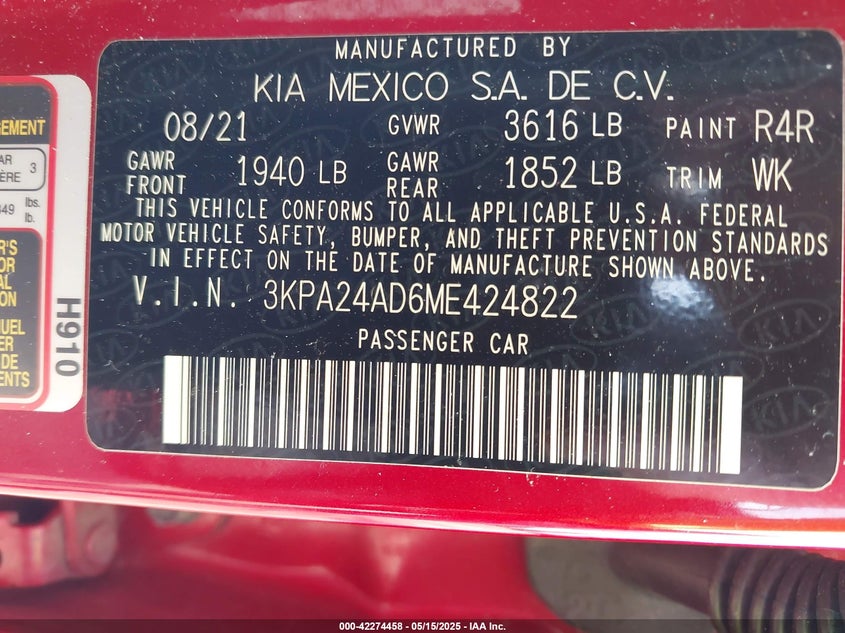 MANUFACTURED BY
KIA MEXICO S.A. DE C.V.
08/21 GVWR 3616 LB PAINT R4R
GAWR FRONT 1940 LB GAWR REAR 1852 LB TRIM WK
THIS VEHICLE CONFORMS TO ALL APPLICABLE U.S.A. FEDERAL
MOTOR VEHICLE SAFETY, BUMPER, AND THEFT PREVENTION STANDARDS
IN EFFECT ON THE DATE OF MANUFACTURE SHOWN ABOVE.
V.I.N. 3KPA24AD6ME424822
PASSENGER CAR
H910
3
lbs.
lb.
000-42274458 - 05/15/2025 - IAA Inc.